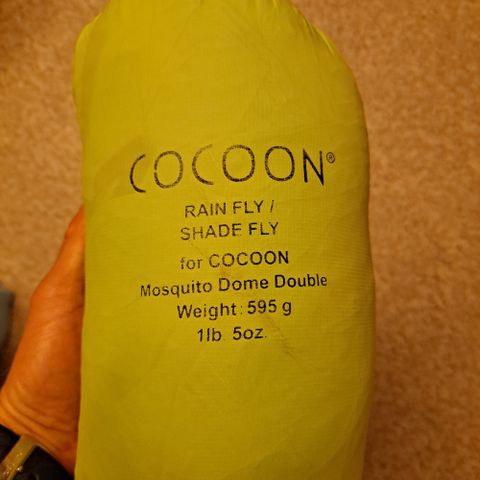 COCOON®
RAIN FLY /
SHADE FLY
for COCOON
Mosquito Dome Double
Weight: 595 g
1lb. 5oz.